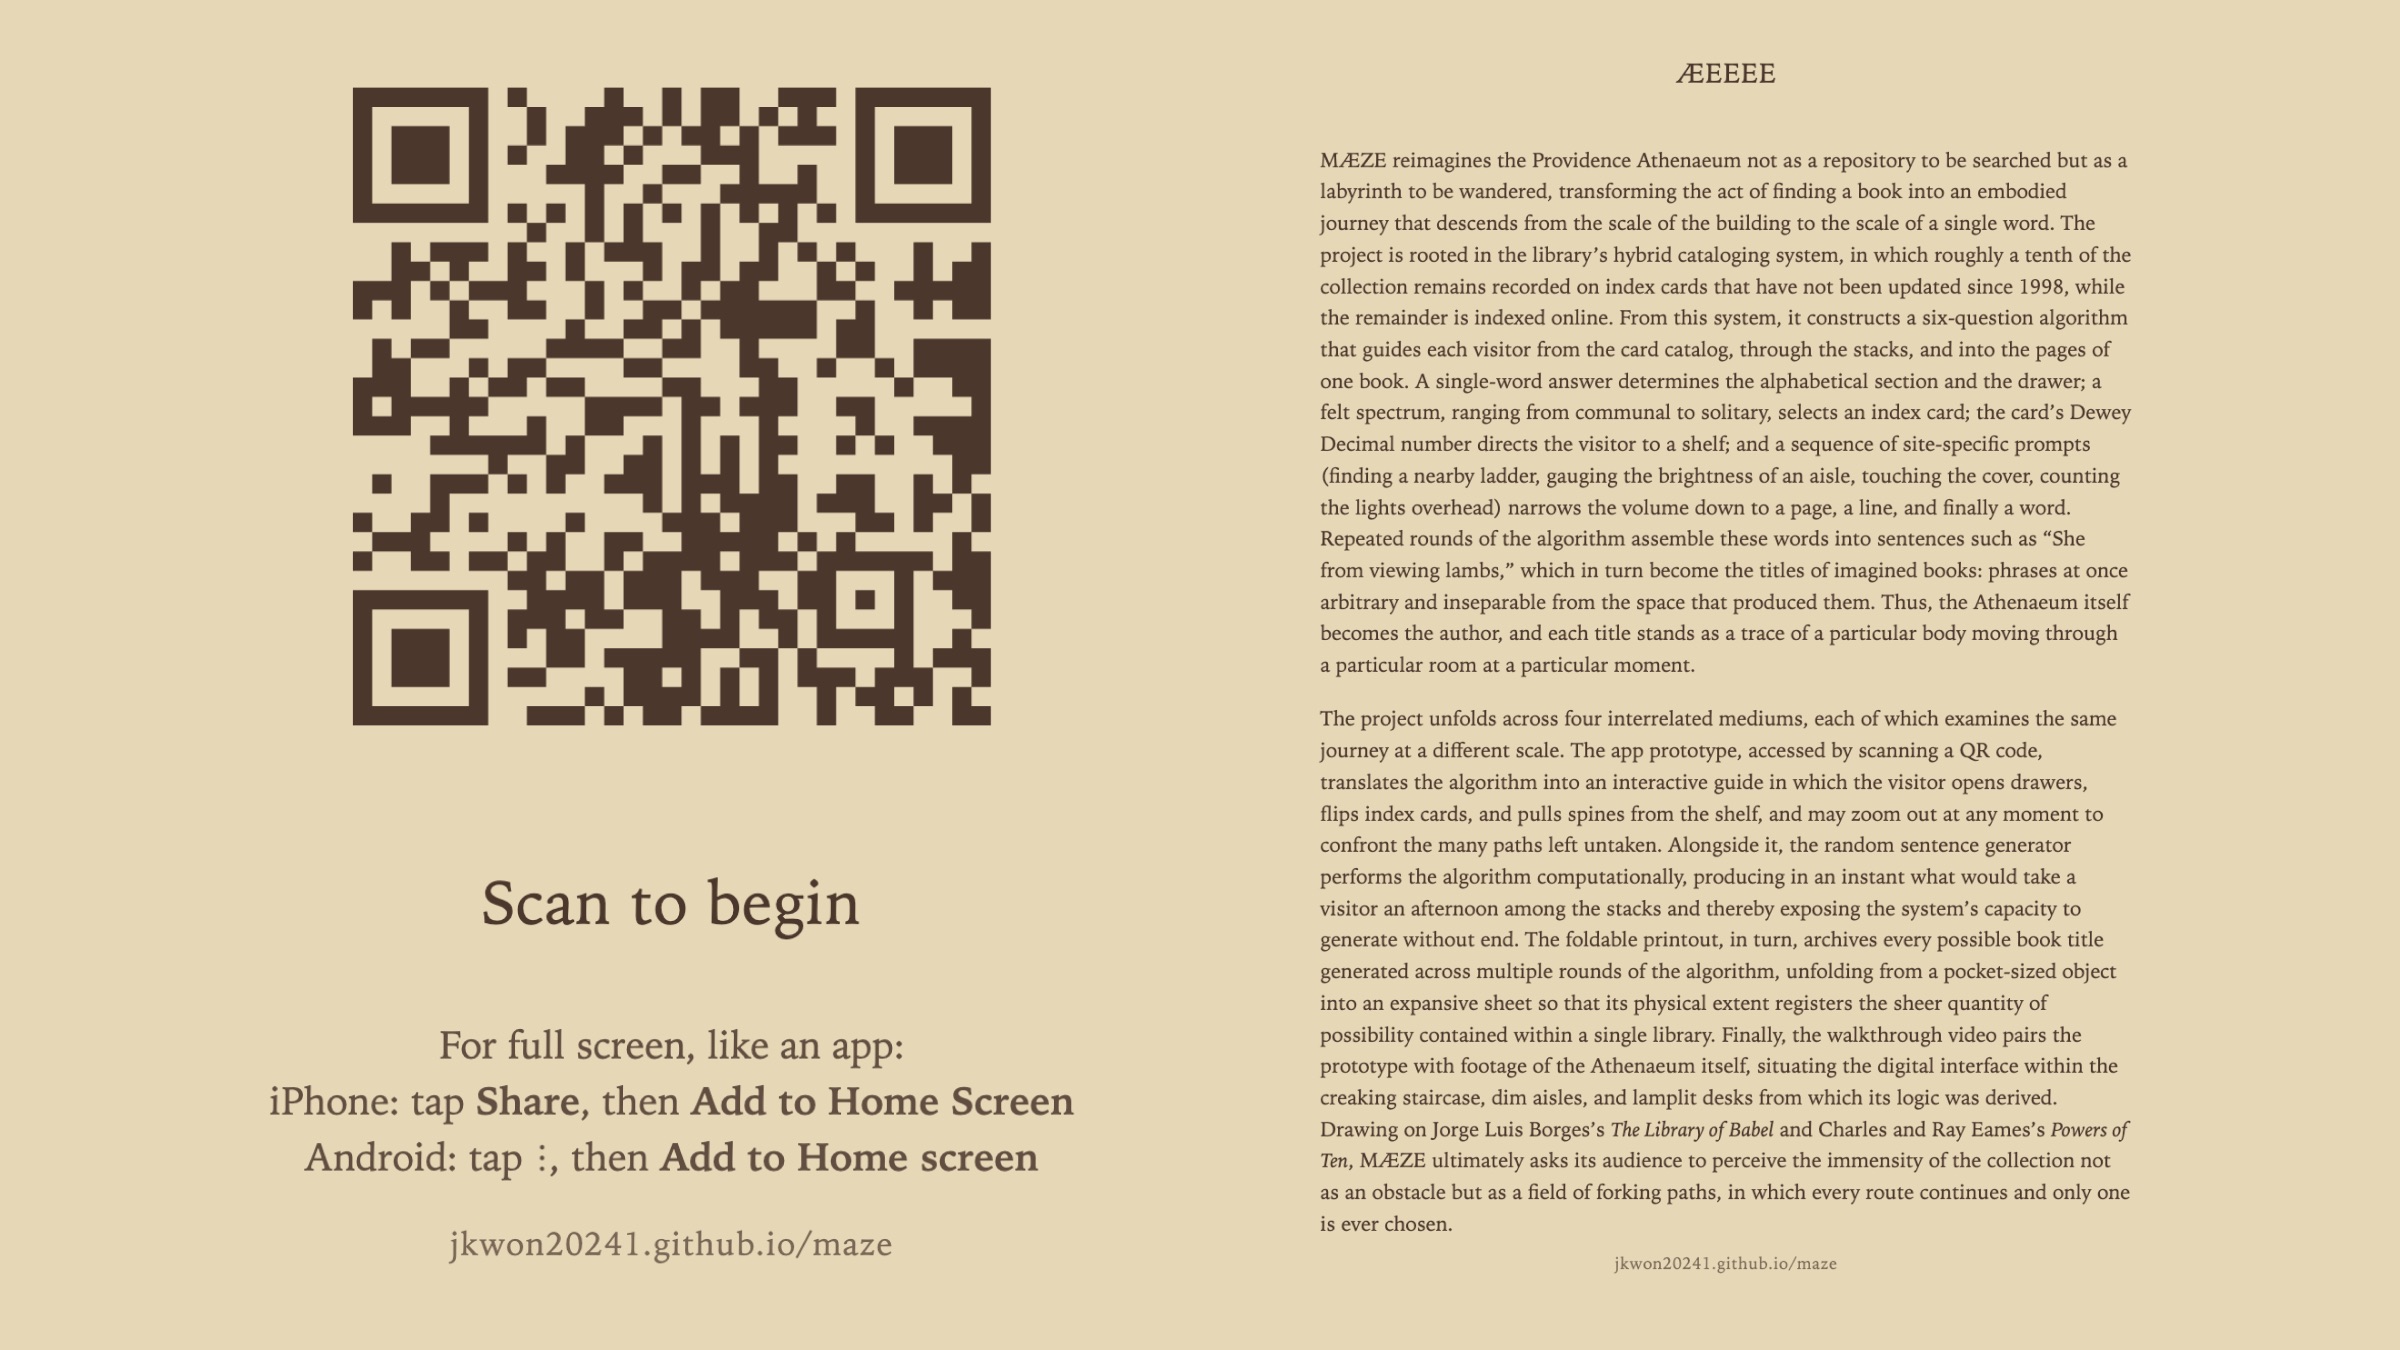 Scan to begin
For full screen, like an app:
iPhone: tap Share, then Add to Home Screen
Android: tap ⋮, then Add to Home screen
jkwon20241.github.io/maze
ÆEEEEE
MÆZE reimagines the Providence Athenaeum not as a repository to be searched but as a
labyrinth to be wandered, transforming the act of finding a book into an embodied
journey that descends from the scale of the building to the scale of a single word. The
project is rooted in the library’s hybrid cataloging system, in which roughly a tenth of the
collection remains recorded on index cards that have not been updated since 1998, while
the remainder is indexed online. From this system, it constructs a six-question algorithm
that guides each visitor from the card catalog, through the stacks, and into the pages of
one book. A single-word answer determines the alphabetical section and the drawer; a
felt spectrum, ranging from communal to solitary, selects an index card; the card’s Dewey
Decimal number directs the visitor to a shelf; and a sequence of site-specific prompts
(finding a nearby ladder, gauging the brightness of an aisle, touching the cover, counting
the lights overhead) narrows the volume down to a page, a line, and finally a word.
Repeated rounds of the algorithm assemble these words into sentences such as “She
from viewing lambs,” which in turn become the titles of imagined books: phrases at once
arbitrary and inseparable from the space that produced them. Thus, the Athenaeum itself
becomes the author, and each title stands as a trace of a particular body moving through
a particular room at a particular moment.
The project unfolds across four interrelated mediums, each of which examines the same
journey at a different scale. The app prototype, accessed by scanning a QR code,
translates the algorithm into an interactive guide in which the visitor opens drawers,
flips index cards, and pulls spines from the shelf, and may zoom out at any moment to
confront the many paths left untaken. Alongside it, the random sentence generator
performs the algorithm computationally, producing in an instant what would take a
visitor an afternoon among the stacks and thereby exposing the system’s capacity to
generate without end. The foldable printout, in turn, archives every possible book title
generated across multiple rounds of the algorithm, unfolding from a pocket-sized object
into an expansive sheet so that its physical extent registers the sheer quantity of
possibility contained within a single library. Finally, the walkthrough video pairs the
prototype with footage of the Athenaeum itself, situating the digital interface within the
creaking staircase, dim aisles, and lamplit desks from which its logic was derived.
Drawing on Jorge Luis Borges’s The Library of Babel and Charles and Ray Eames’s Powers of
Ten, MÆZE ultimately asks its audience to perceive the immensity of the collection not
as an obstacle but as a field of forking paths, in which every route continues and only one
is ever chosen.
jkwon20241.github.io/maze